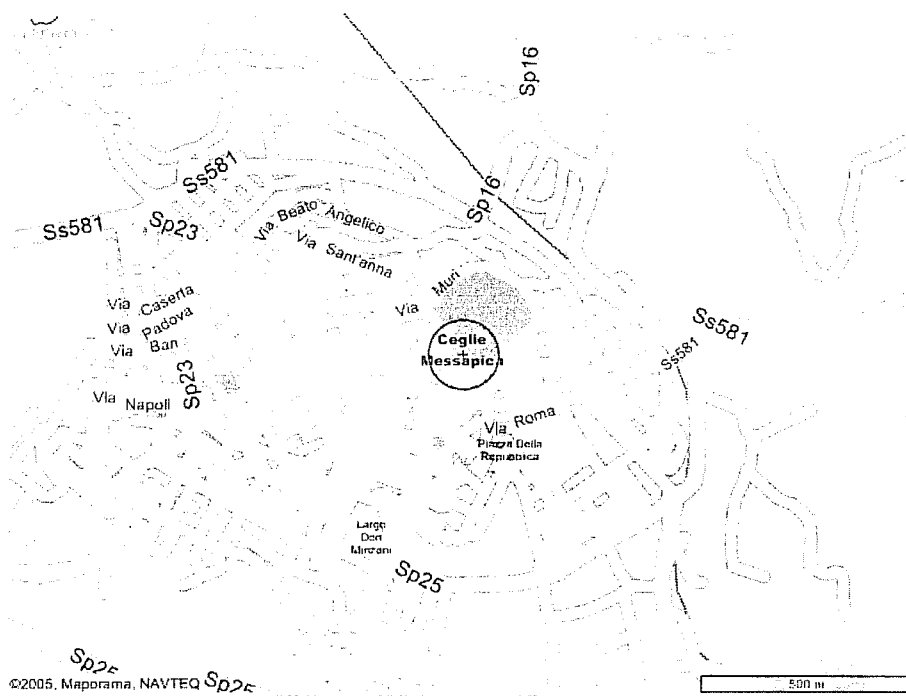 Sp16
Ss581
Sp16
Ss581
Sp23
Via Beato Angelico
Via Sant'anna
Via Muri
Via Caserta
Via Padova
Via Bari
Ss581
Ss581
Ceglie
Messapica
Sp23
Via Napoli
Via Roma
Piazza Della
Repubblica
Largo
Don
Minzoni
Sp25
Sp25
Sp25
©2005, Maporama, NAVTEQ
500 m